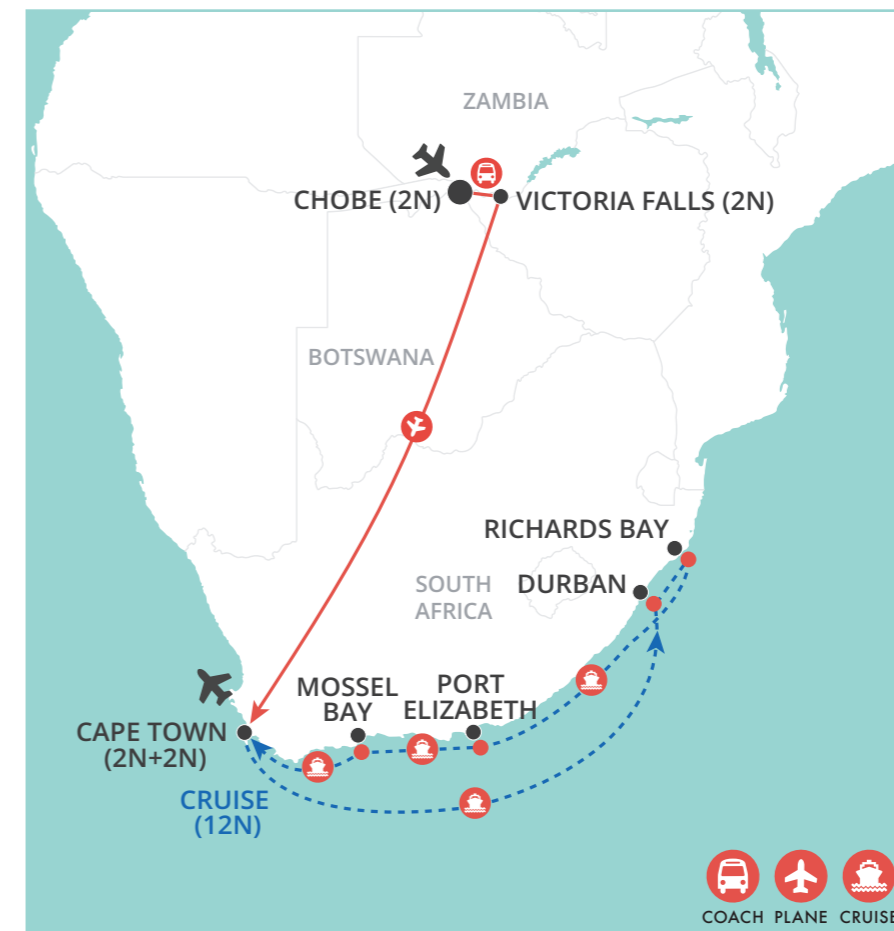 ZAMBIA
CHOBE (2N)
VICTORIA FALLS (2N)
BOTSWANA
RICHARDS BAY
DURBAN
SOUTH
AFRICA
MOSSEL
BAY
PORT
ELIZABETH
CAPE TOWN
(2N+2N)
CRUISE
(12N)
COACH PLANE CRUISE